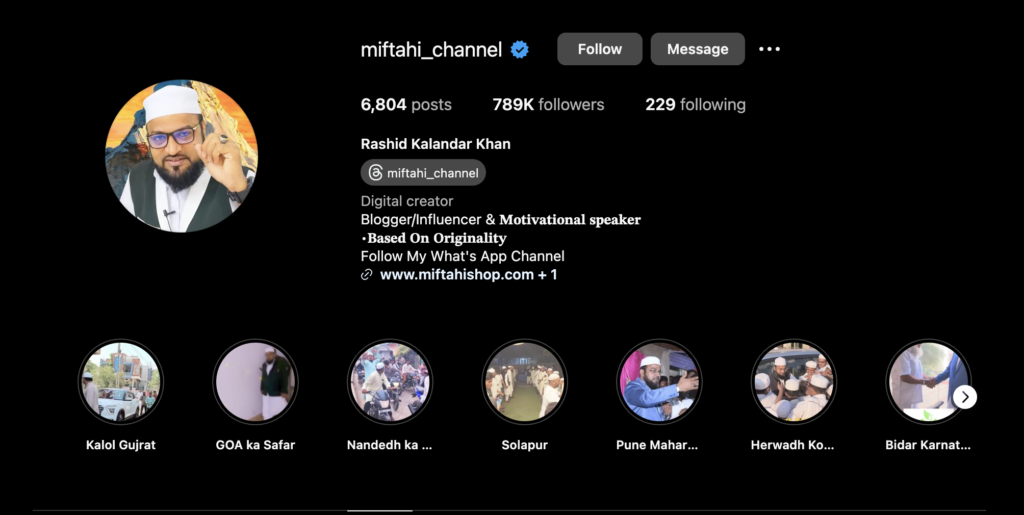 miftahi_channel
Follow
Message
6,804 posts
789K followers
229 following
Rashid Kalandar Khan
miftahi_channel
Digital creator
Blogger/Influencer & 𝐌𝐨𝐭𝐢𝐯𝐚𝐭𝐢𝐨𝐧𝐚𝐥 𝐬𝐩𝐞𝐚𝐤𝐞𝐫
•𝐁𝐚𝐬𝐞𝐝 𝐎𝐧 𝐎𝐫𝐢𝐠𝐢𝐧𝐚𝐥𝐢𝐭𝐲
Follow My What's App Channel
www.miftahishop.com + 1
Kalol Gujrat
GOA ka Safar
Nandedh ka ...
Solapur
Pune Mahar...
Herwadh Ko...
Bidar Karnat...